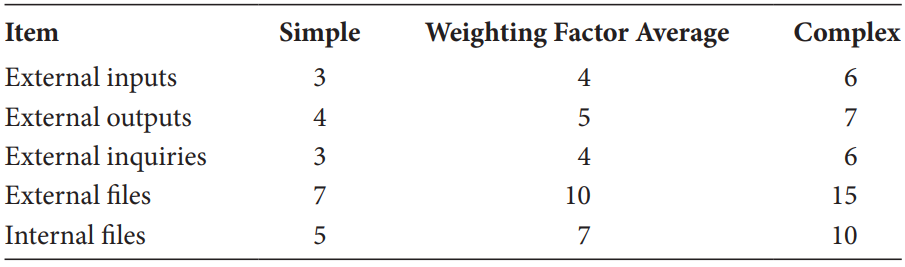 Item Simple Weighting Factor Average Complex
External inputs 3 4 6
External outputs 4 5 7
External inquiries 3 4 6
External files 7 10 15
Internal files 5 7 10